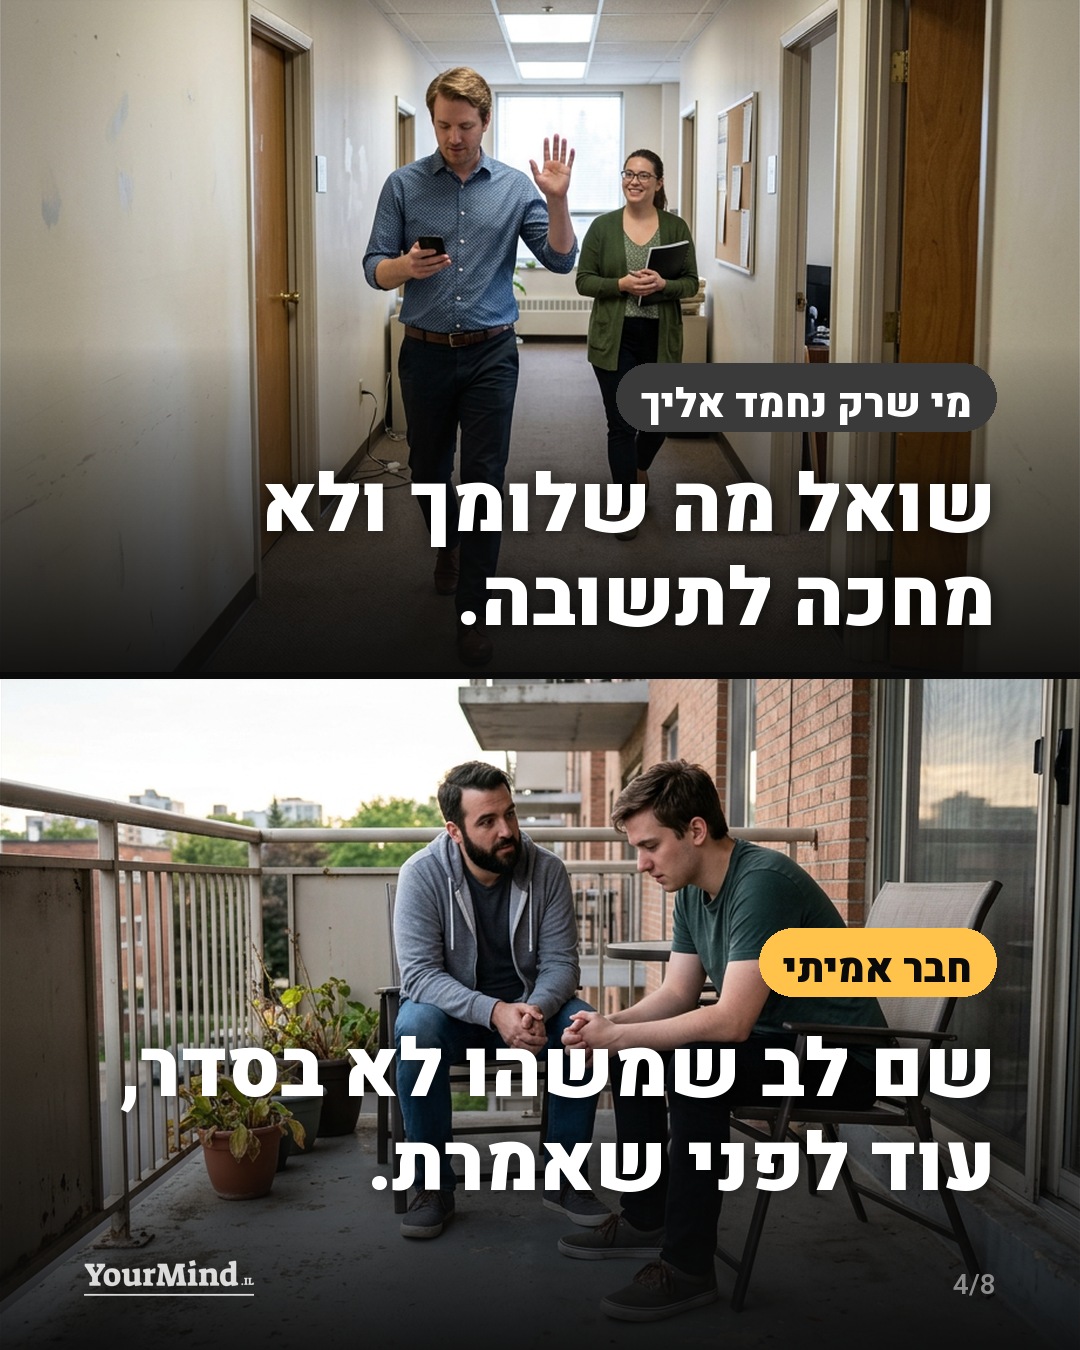 מי שרק נחמד אליך
שואל מה שלומך ולא
מחכה לתשובה.
חבר אמיתי
שם לב שמשהו לא בסדר,
עוד לפני שאמרת.
YourMind.IL
4/8